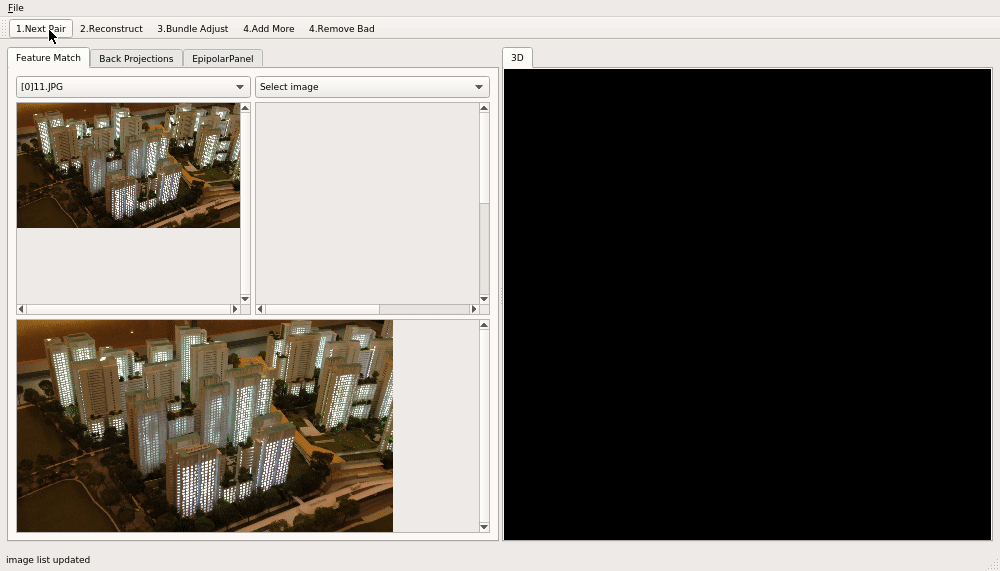 File
1.Next Pair 2.Reconstruct 3.Bundle Adjust 4.Add More 4.Remove Bad
Feature Match Back Projections EpipolarPanel 3D
[0]11.JPG Select image
image list updated